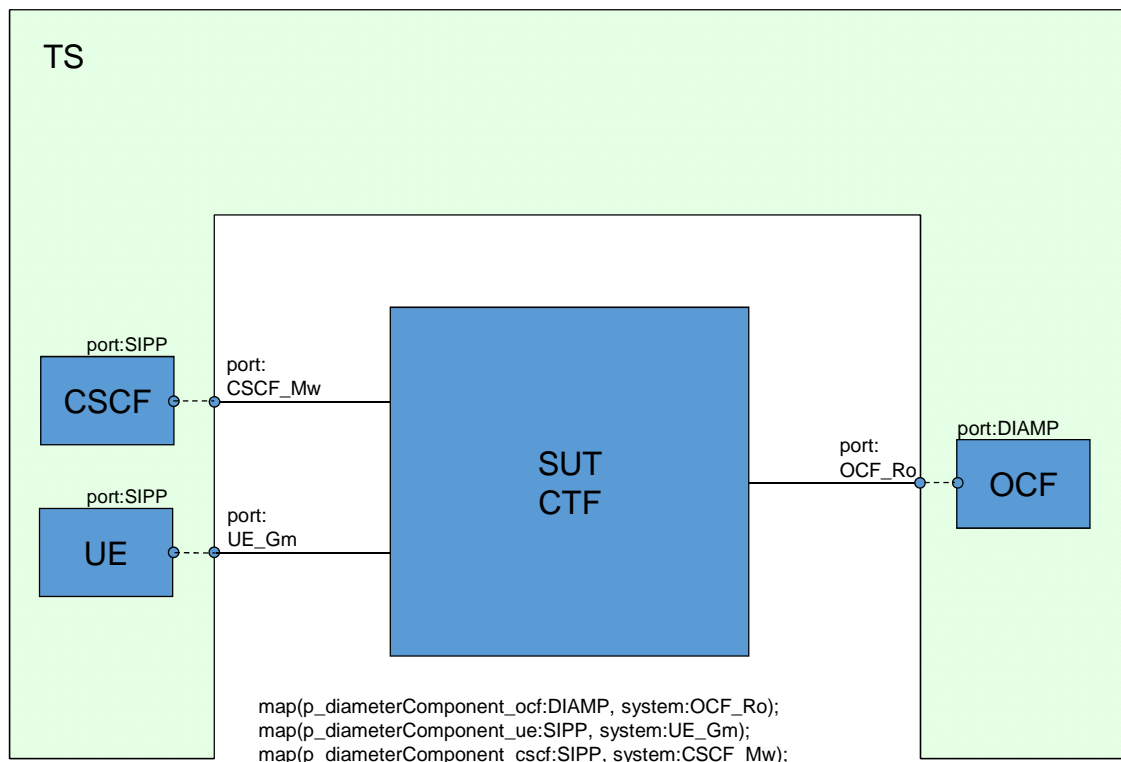 TS
port:SIPP
CSCF
port:
CSCF_Mw
port:SIPP
UE
port:
UE_Gm
SUT
CTF
port:
OCF_Ro
port:DIAMP
OCF
map(p_diameterComponent_ocf:DIAMP, system:OCF_Ro);
map(p_diameterComponent_ue:SIPP, system:UE_Gm);
map(p_diameterComponent_cscf:SIPP, system:CSCF_Mw);